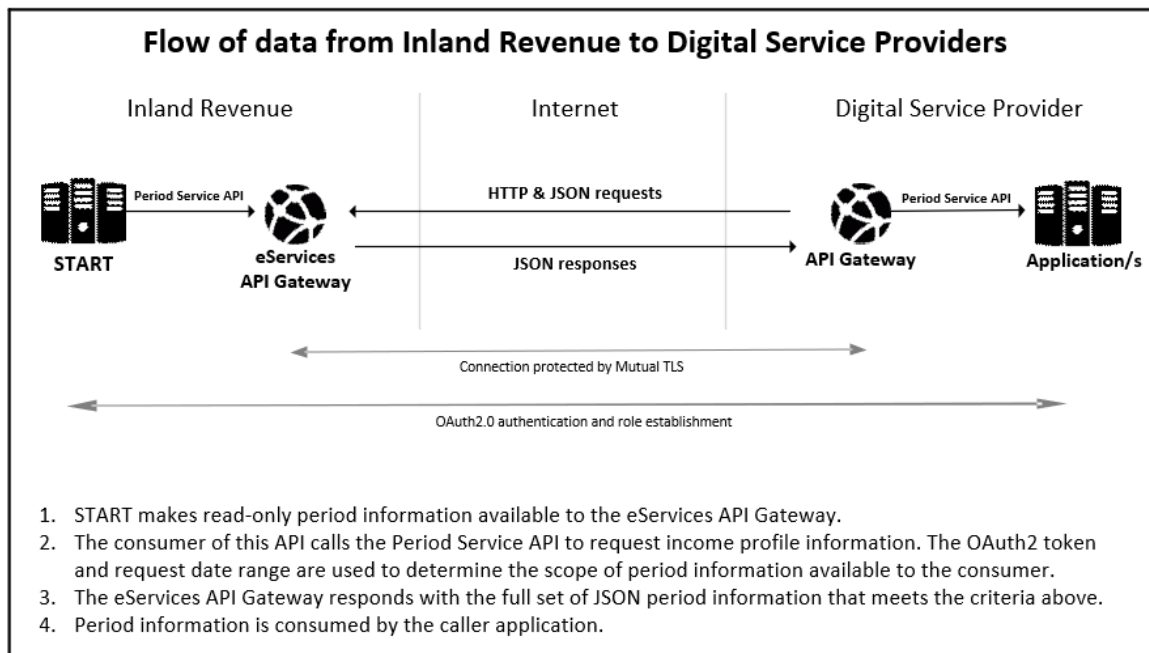 Flow of data from Inland Revenue to Digital Service Providers
Inland Revenue
Internet
Digital Service Provider
Period Service API
HTTP & JSON requests
Period Service API
START
eServices
API Gateway
JSON responses
API Gateway
Application/s
Connection protected by Mutual TLS
OAuth2.0 authentication and role establishment
1. START makes read-only period information available to the eServices API Gateway.
2. The consumer of this API calls the Period Service API to request income profile information. The OAuth2 token
and request date range are used to determine the scope of period information available to the consumer.
3. The eServices API Gateway responds with the full set of JSON period information that meets the criteria above.
4. Period information is consumed by the caller application.